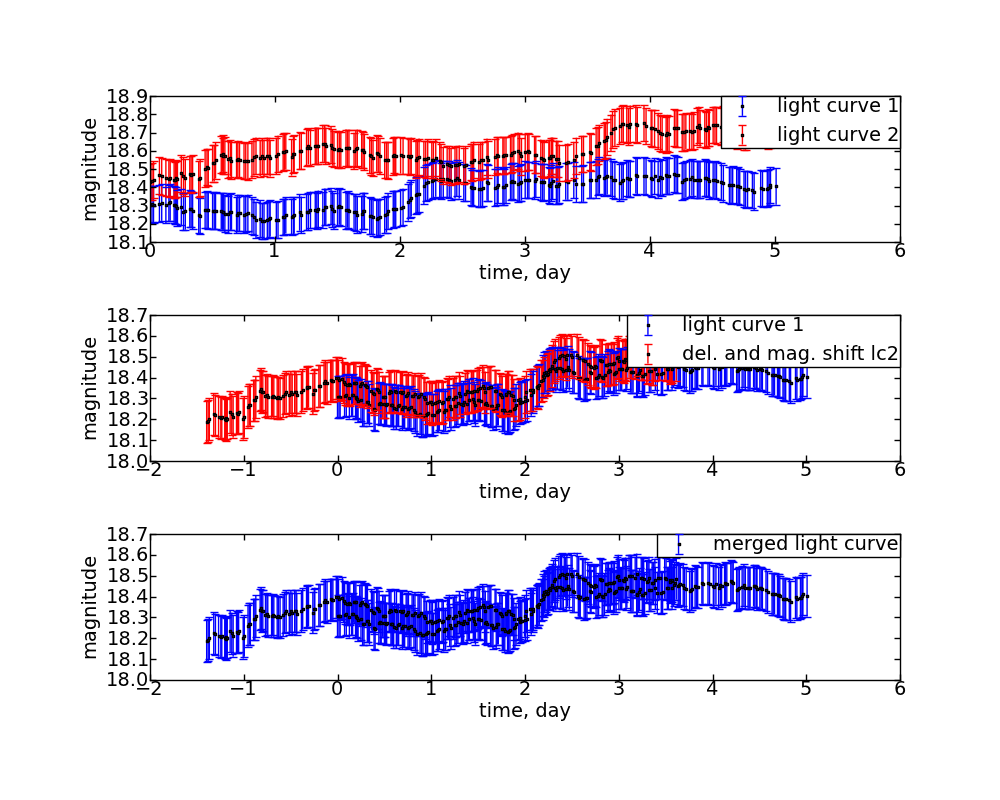 18.9
18.8
18.7
18.6
18.5
18.4
18.3
18.2
18.1
magnitude
light curve 1
light curve 2
0 1 2 3 4 5 6
time, day
18.7
18.6
18.5
18.4
18.3
18.2
18.1
18.0
magnitude
light curve 1
del. and mag. shift lc2
−2 −1 0 1 2 3 4 5 6
time, day
18.7
18.6
18.5
18.4
18.3
18.2
18.1
18.0
magnitude
merged light curve
−2 −1 0 1 2 3 4 5 6
time, day